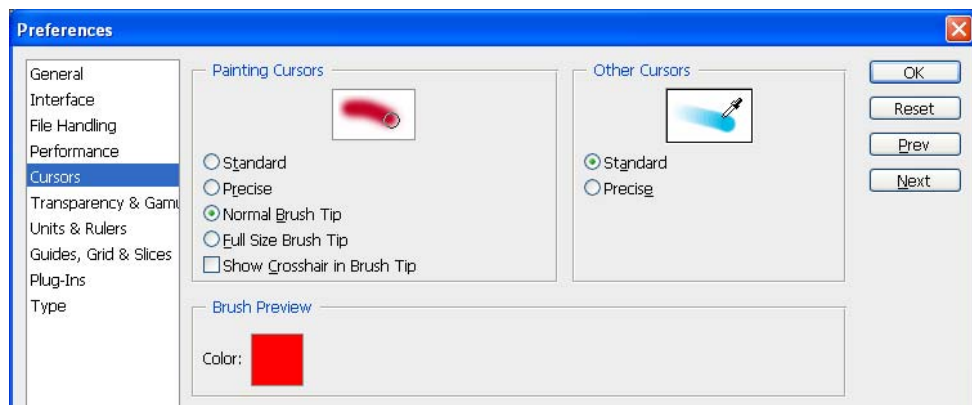 Preferences
General
Interface
File Handling
Performance
Cursors
Transparency & Gamu
Units & Rulers
Guides, Grid & Slices
Plug-Ins
Type
Painting Cursors
Standard
Precise
Normal Brush Tip
Full Size Brush Tip
Show Crosshair in Brush Tip
Other Cursors
Standard
Precise
Brush Preview
Color:
OK
Reset
Prev
Next